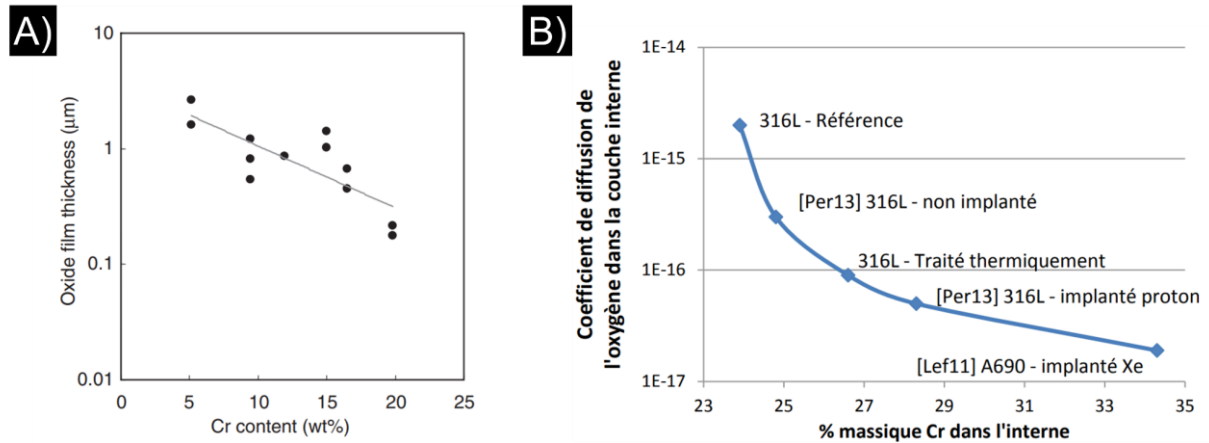 A)
Oxide film thickness (μm)
10
1
0.1
0.01
0
5
10
15
20
25
Cr content (wt%)
B)
Coefficient de diffusion de
l'oxygène dans la couche interne
1E-14
1E-15
1E-16
1E-17
316L - Référence
[Per13] 316L - non implanté
316L - Traité thermiquement
[Per13] 316L - implanté proton
[Lef11] A690 - implanté Xe
23
25
27
29
31
33
35
% massique Cr dans l'interne